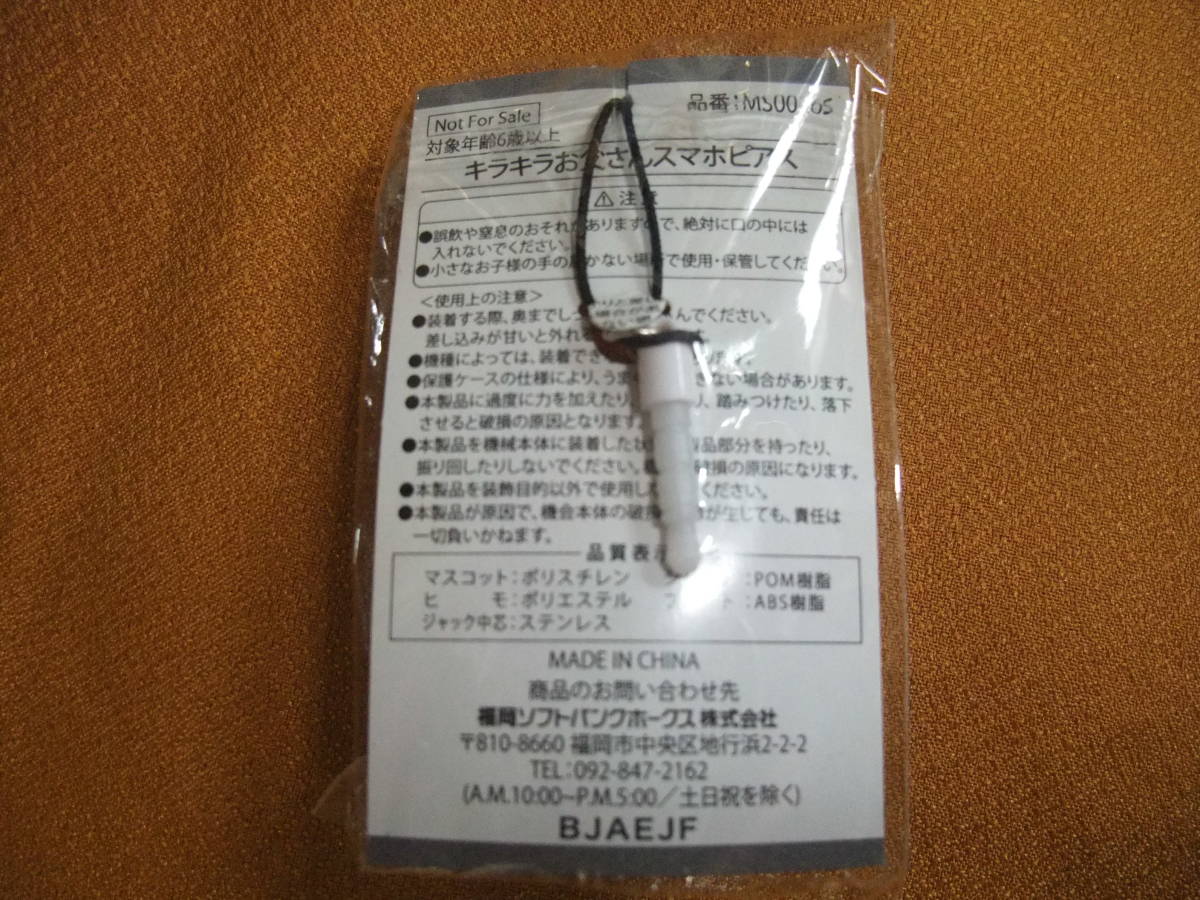 Not For Sale
品番:MS00
対象年齢6歳以上
キラキラお父さんスマホピアス
⚠注意
●誤飲や窒息のおそれがありますので、絶対に口の中には
入れないでください。
●小さなお子様の手の届かない場所で使用・保管してください。
<使用上の注意>
●装着する際、奥までしっ んでください。
差し込みが甘いと外れ
●機種によっては、装着でき
●保護ケースの仕様により、うま きない場合があります。
●本製品に過度に力を加えたり、 り、踏みつけたり、落下
させると破損の原因となります。
●本製品を機械本体に装着した状 製品部分を持ったり、
振り回したりしないでください。 破損の原因になります。
●本製品を装飾目的以外で使用し ください。
●本製品が原因で、機会本体の破損 が生じても、責任は
一切負いかねます。
品質表示
マスコット:ポリスチレン :POM樹脂
ヒモ:ポリエステル :ABS樹脂
ジャック中芯:ステンレス
MADE IN CHINA
商品のお問い合わせ先
福岡ソフトバンクホークス株式会社
〒810-8660 福岡市中央区地行浜2-2-2
TEL:092-847-2162
(A.M.10:00~P.M.5:00/土日祝を除く)
BJAEJF